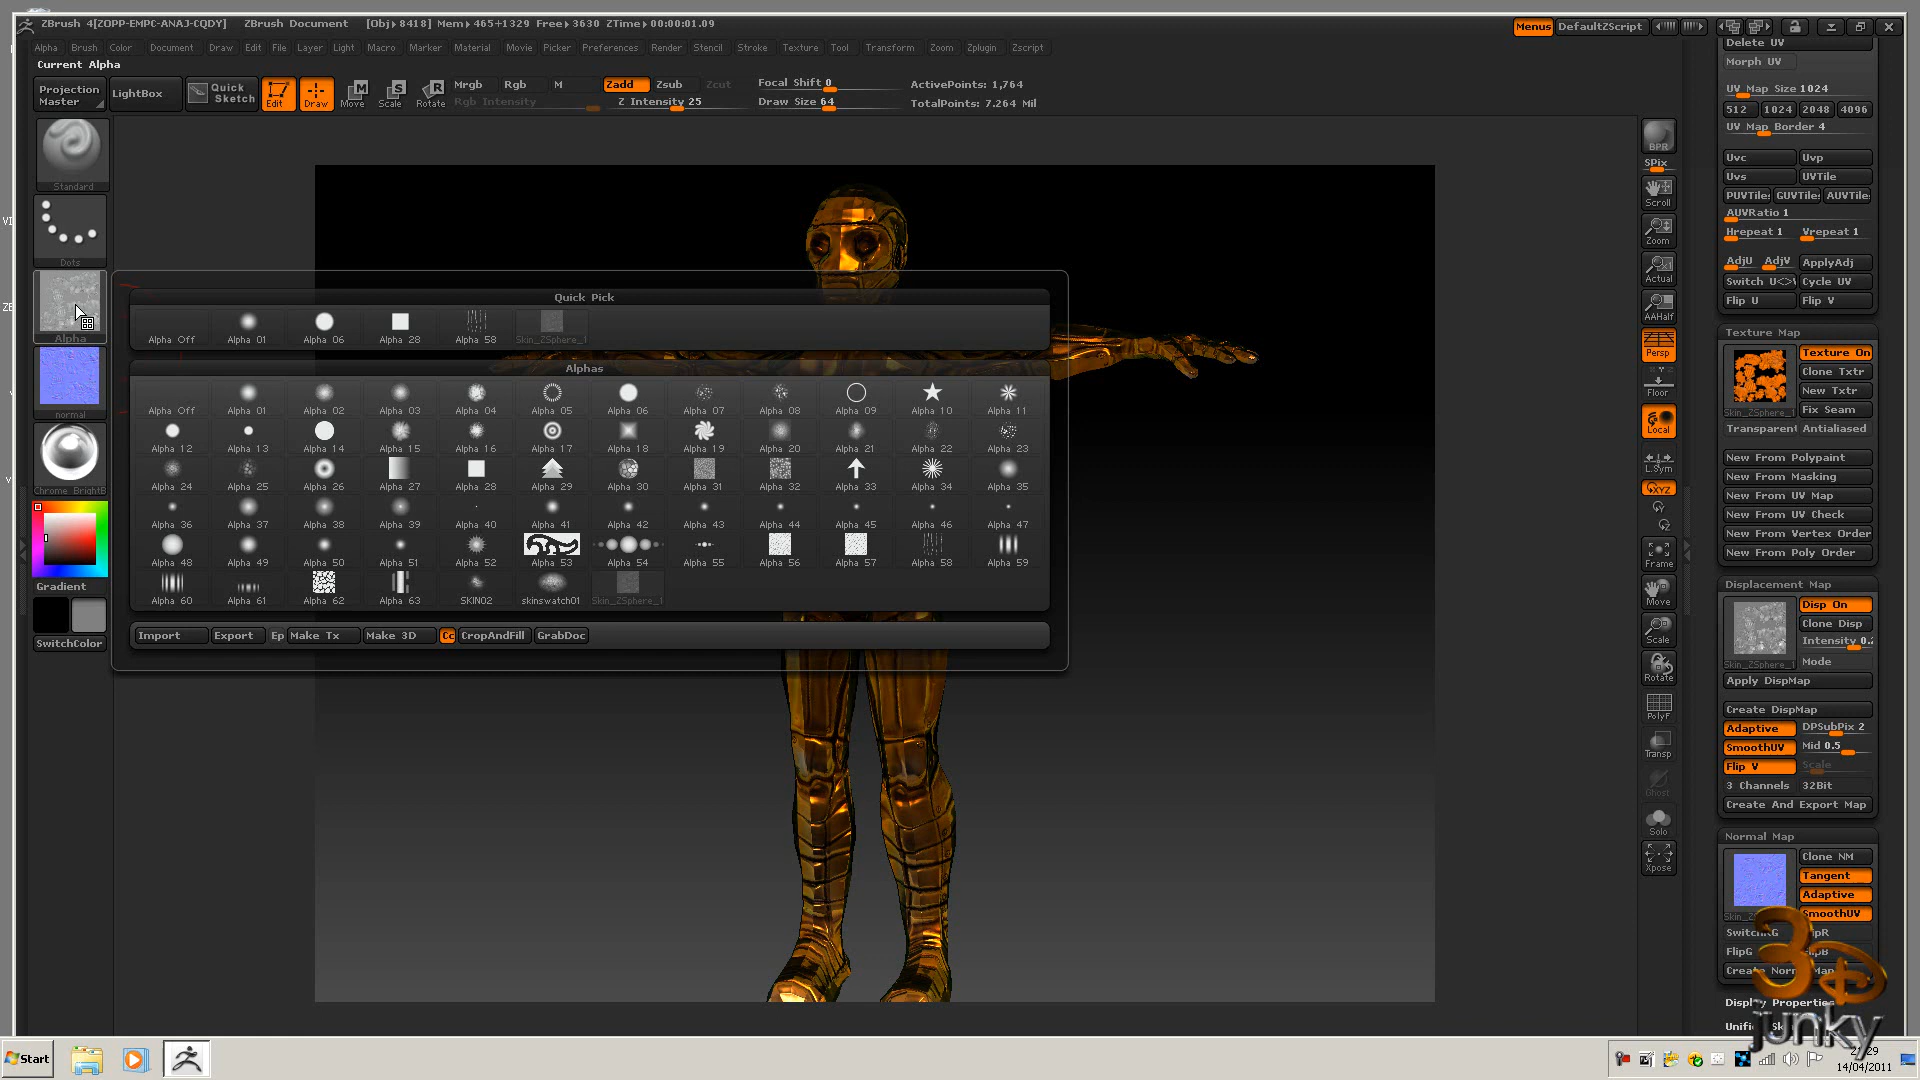 ZBrush 4[ZOPP-EMPC-ANAJ-CQDY] ZBrush Document [Obj▸ 8418] Mem▸ 465+1329 Free▸ 3630 ZTime▸ 00:00:01.09
Menus DefaultZScript
Alpha Brush Color Document Draw Edit File Layer Light Macro Marker Material Movie Picker Preferences Render Stencil Stroke Texture Tool Transform Zoom Zplugin Zscript
Current Alpha
Projection Master
LightBox
Quick Sketch
Edit Draw Move Scale Rotate
Mrgb Rgb M Zadd Zsub Zcut
Rgb Intensity Z Intensity 25
Focal Shift 0
Draw Size 64
ActivePoints: 1,764
TotalPoints: 7.264 Mil
Standard
Dots
Alpha
normal
Chrome BrightB
Gradient
SwitchColor
Quick Pick
Alpha Off Alpha 01 Alpha 06 Alpha 28 Alpha 58 Skin_ZSphere_1
Alphas
Alpha Off Alpha 01 Alpha 02 Alpha 03 Alpha 04 Alpha 05 Alpha 06 Alpha 07 Alpha 08 Alpha 09 Alpha 10 Alpha 11
Alpha 12 Alpha 13 Alpha 14 Alpha 15 Alpha 16 Alpha 17 Alpha 18 Alpha 19 Alpha 20 Alpha 21 Alpha 22 Alpha 23
Alpha 24 Alpha 25 Alpha 26 Alpha 27 Alpha 28 Alpha 29 Alpha 30 Alpha 31 Alpha 32 Alpha 33 Alpha 34 Alpha 35
Alpha 36 Alpha 37 Alpha 38 Alpha 39 Alpha 40 Alpha 41 Alpha 42 Alpha 43 Alpha 44 Alpha 45 Alpha 46 Alpha 47
Alpha 48 Alpha 49 Alpha 50 Alpha 51 Alpha 52 Alpha 53 Alpha 54 Alpha 55 Alpha 56 Alpha 57 Alpha 58 Alpha 59
Alpha 60 Alpha 61 Alpha 62 Alpha 63 SKIN02 skinswatch01 Skin_ZSphere_1
Import Export Ep Make Tx Make 3D Cc CropAndFill GrabDoc
BPR
SPix
Scroll
Zoom
Actual
AAHalf
Persp
Floor
Local
L.Sym
XYZ
Frame
Move
Scale
Rotate
PolyF
Transp
Ghost
Solo
Xpose
Delete UV
Morph UV
UV Map Size 1024
512 1024 2048 4096
UV Map Border 4
Uvc Uvp
Uvs UVTile
PUVTiles GUVTiles AUVTile
AUVRatio 1
Hrepeat 1 Vrepeat 1
AdjU AdjV ApplyAdj
Switch U<>V Cycle UV
Flip U Flip V
Texture Map
Texture On
Clone Txtr
New Txtr
Skin_ZSphere_1 Fix Seam
Transparent Antialiased
New From Polypaint
New From Masking
New From UV Map
New From UV Check
New From Vertex Order
New From Poly Order
Displacement Map
Disp On
Clone Disp
Intensity 0.2
Skin_ZSphere_1 Mode
Apply DispMap
Create DispMap
Adaptive DPSubPix 2
SmoothUV Mid 0.5
Flip V Scale
3 Channels 32Bit
Create And Export Map
Normal Map
Clone NM
Tangent
Adaptive
SmoothUV
SwitchRG
FlipG
Display Properties
3D
junky
Start
21:29
14/04/2011